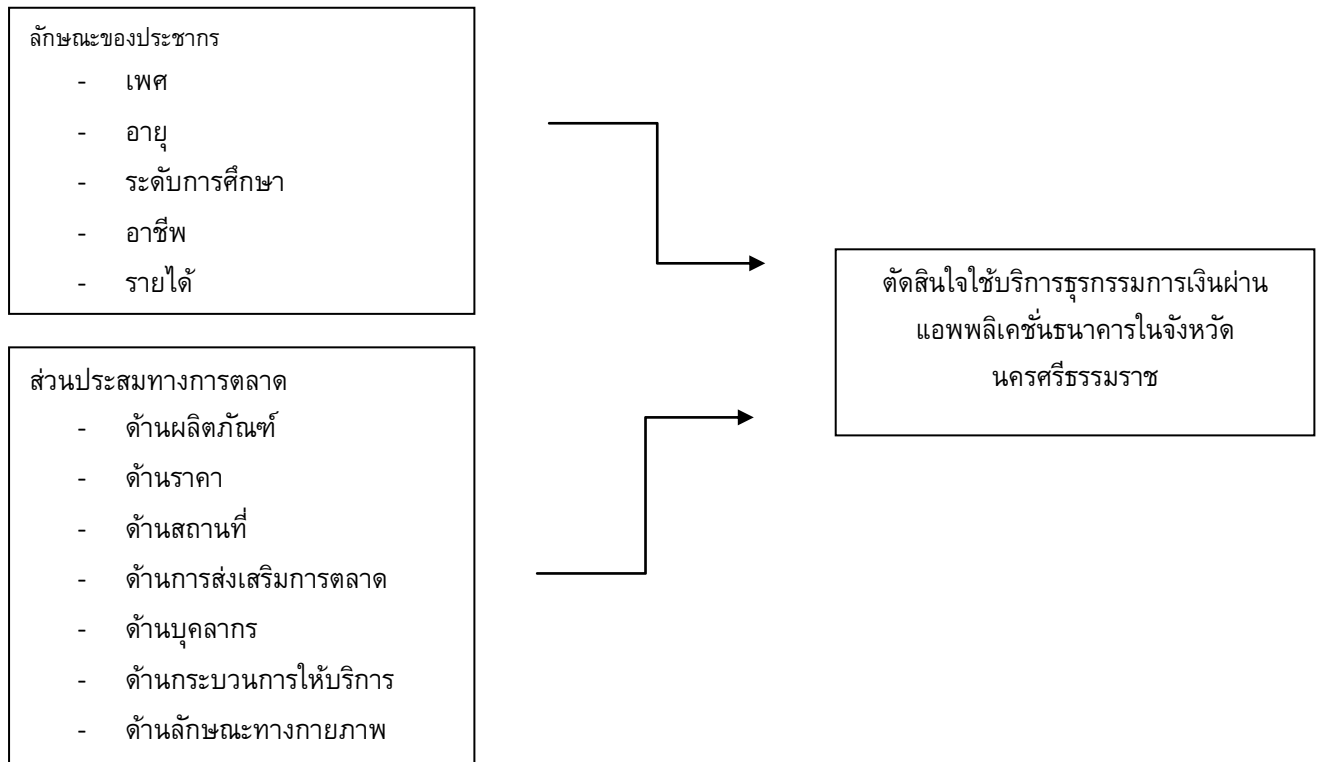 ลักษณะของประชากร
- เพศ
- อายุ
- ระดับการศึกษา
- อาชีพ
- รายได้
ส่วนประสมทางการตลาด
- ด้านผลิตภัณฑ์
- ด้านราคา
- ด้านสถานที่
- ด้านการส่งเสริมการตลาด
- ด้านบุคลากร
- ด้านกระบวนการให้บริการ
- ด้านลักษณะทางกายภาพ
ตัดสินใจใช้บริการธุรกรรมการเงินผ่าน
แอพพลิเคชั่นธนาคารในจังหวัด
นครศรีธรรมราช